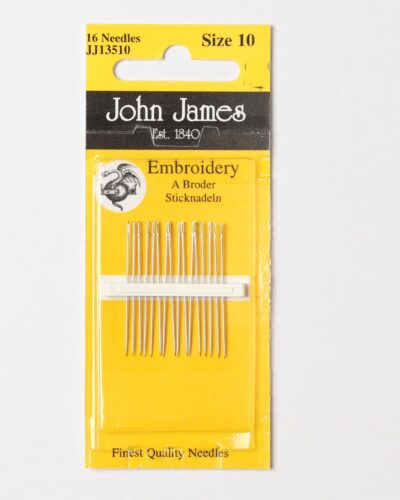 16 Needles
JJ13510
Size 10
John James
Est. 1840
Embroidery
A Broder
Sticknadeln
Finest Quality Needles